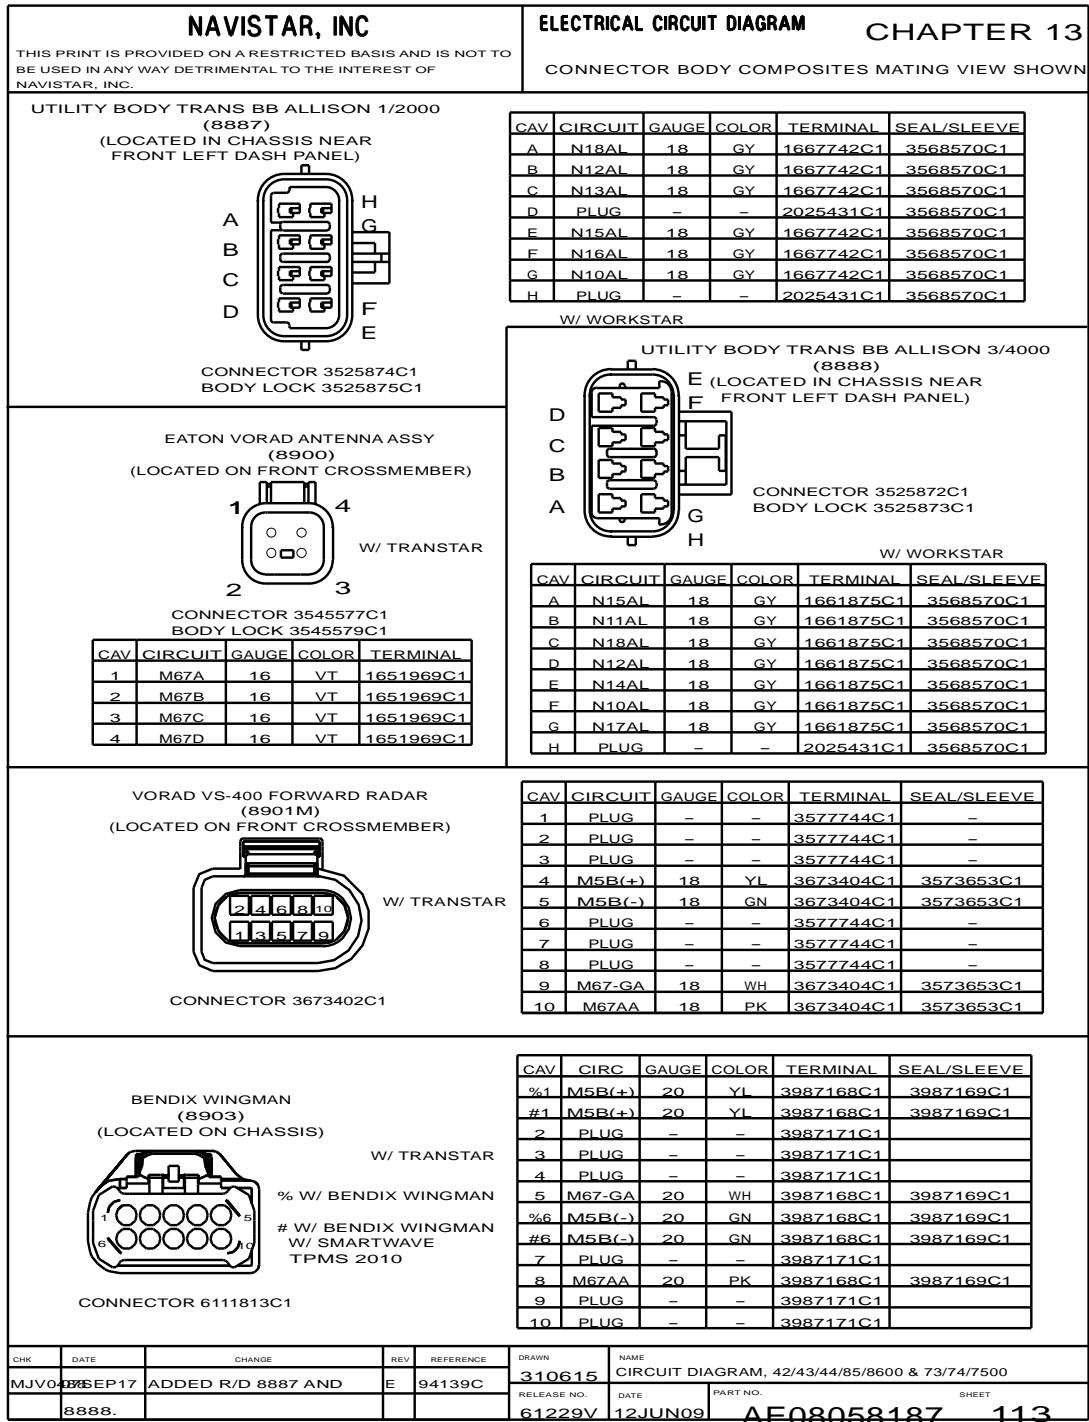 NAVISTAR, INC
THIS PRINT IS PROVIDED ON A RESTRICTED BASIS AND IS NOT TO
BE USED IN ANY WAY DETRIMENTAL TO THE INTEREST OF
NAVISTAR, INC.
ELECTRICAL CIRCUIT DIAGRAM
CHAPTER 13
CONNECTOR BODY COMPOSITES MATING VIEW SHOWN
UTILITY BODY TRANS BB ALLISON 1/2000
(8887)
(LOCATED IN CHASSIS NEAR
FRONT LEFT DASH PANEL)
A
B
C
D
H
G
F
E
CONNECTOR 3525874C1
BODY LOCK 3525875C1
CAV CIRCUIT GAUGE COLOR TERMINAL SEAL/SLEEVE
A N18AL 18 GY 1667742C1 3568570C1
B N12AL 18 GY 1667742C1 3568570C1
C N13AL 18 GY 1667742C1 3568570C1
D PLUG – – 2025431C1 3568570C1
E N15AL 18 GY 1667742C1 3568570C1
F N16AL 18 GY 1667742C1 3568570C1
G N10AL 18 GY 1667742C1 3568570C1
H PLUG – – 2025431C1 3568570C1
W/ WORKSTAR
UTILITY BODY TRANS BB ALLISON 3/4000
(8888)
(LOCATED IN CHASSIS NEAR
FRONT LEFT DASH PANEL)
D
C
B
A
E
F
G
H
CONNECTOR 3525872C1
BODY LOCK 3525873C1
W/ WORKSTAR
CAV CIRCUIT GAUGE COLOR TERMINAL SEAL/SLEEVE
A N15AL 18 GY 1661875C1 3568570C1
B N11AL 18 GY 1661875C1 3568570C1
C N18AL 18 GY 1661875C1 3568570C1
D N12AL 18 GY 1661875C1 3568570C1
E N14AL 18 GY 1661875C1 3568570C1
F N10AL 18 GY 1661875C1 3568570C1
G N17AL 18 GY 1661875C1 3568570C1
H PLUG – – 2025431C1 3568570C1
EATON VORAD ANTENNA ASSY
(8900)
(LOCATED ON FRONT CROSSMEMBER)
1 4
W/ TRANSTAR
2 3
CONNECTOR 3545577C1
BODY LOCK 3545579C1
CAV CIRCUIT GAUGE COLOR TERMINAL
1 M67A 16 VT 1651969C1
2 M67B 16 VT 1651969C1
3 M67C 16 VT 1651969C1
4 M67D 16 VT 1651969C1
VORAD VS-400 FORWARD RADAR
(8901M)
(LOCATED ON FRONT CROSSMEMBER)
2 4 6 8 10
1 3 5 7 9
W/ TRANSTAR
CONNECTOR 3673402C1
CAV CIRCUIT GAUGE COLOR TERMINAL SEAL/SLEEVE
1 PLUG – – 3577744C1 –
2 PLUG – – 3577744C1 –
3 PLUG – – 3577744C1 –
4 M5B(+) 18 YL 3673404C1 3573653C1
5 M5B(-) 18 GN 3673404C1 3573653C1
6 PLUG – – 3577744C1 –
7 PLUG – – 3577744C1 –
8 PLUG – – 3577744C1 –
9 M67-GA 18 WH 3673404C1 3573653C1
10 M67AA 18 PK 3673404C1 3573653C1
BENDIX WINGMAN
(8903)
(LOCATED ON CHASSIS)
W/ TRANSTAR
1 5
6 10
% W/ BENDIX WINGMAN
# W/ BENDIX WINGMAN
W/ SMARTWAVE
TPMS 2010
CONNECTOR 6111813C1
CAV CIRC GAUGE COLOR TERMINAL SEAL/SLEEVE
%1 M5B(+) 20 YL 3987168C1 3987169C1
#1 M5B(+) 20 YL 3987168C1 3987169C1
2 PLUG – – 3987171C1
3 PLUG – – 3987171C1
4 PLUG – – 3987171C1
5 M67-GA 20 WH 3987168C1 3987169C1
%6 M5B(-) 20 GN 3987168C1 3987169C1
#6 M5B(-) 20 GN 3987168C1 3987169C1
7 PLUG – – 3987171C1
8 M67AA 20 PK 3987168C1 3987169C1
9 PLUG – – 3987171C1
10 PLUG – – 3987171C1
CHK DATE CHANGE REV REFERENCE
ADDED R/D 8887 AND E 94139C
8888.
DRAWN
310615
NAME
CIRCUIT DIAGRAM, 42/43/44/85/8600 & 73/74/7500
RELEASE NO.
61229V
DATE
12JUN09
PART NO.
AE08058187
SHEET
113